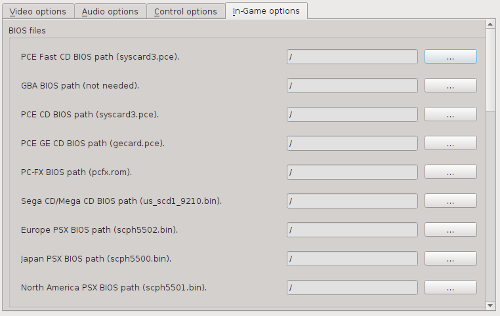 Video options Audio options Control options In-Game options
BIOS files
PCE Fast CD BIOS path (syscard3.pce). / ...
GBA BIOS path (not needed). / ...
PCE CD BIOS path (syscard3.pce). / ...
PCE GE CD BIOS path (gecard.pce). / ...
PC-FX BIOS path (pcfx.rom). / ...
Sega CD/Mega CD BIOS path (us_scd1_9210.bin). / ...
Europe PSX BIOS path (scph5502.bin). / ...
Japan PSX BIOS path (scph5500.bin). / ...
North America PSX BIOS path (scph5501.bin). / ...